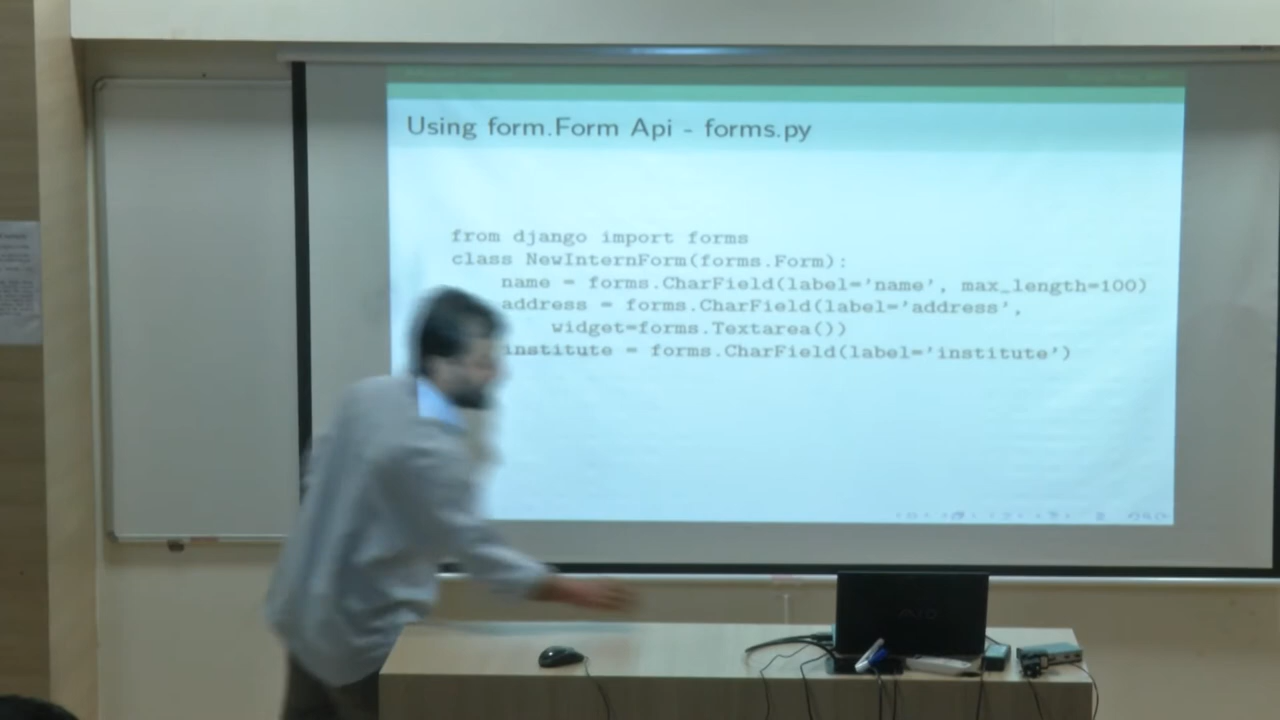 Using form.Form Api - forms.py
from django import forms
class NewInternForm(forms.Form):
name = forms.CharField(label='name', max_length=100)
address = forms.CharField(label='address',
widget=forms.Textarea())
institute = forms.CharField(label='institute')